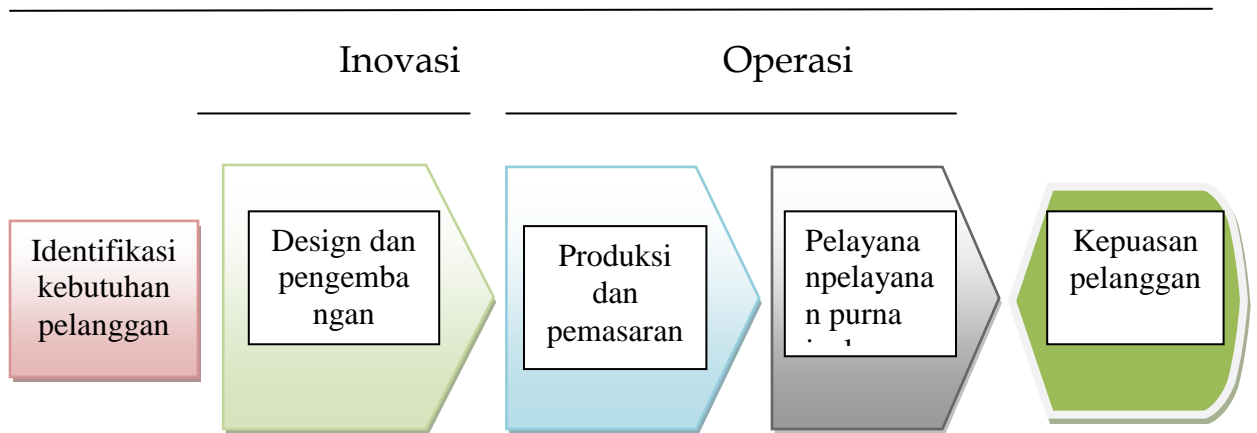 Inovasi
Operasi
Identifikasi
kebutuhan
pelanggan
Design dan
pengemba
ngan
Produksi
dan
pemasaran
Pelayana
npelayana
n purna
Kepuasan
pelanggan